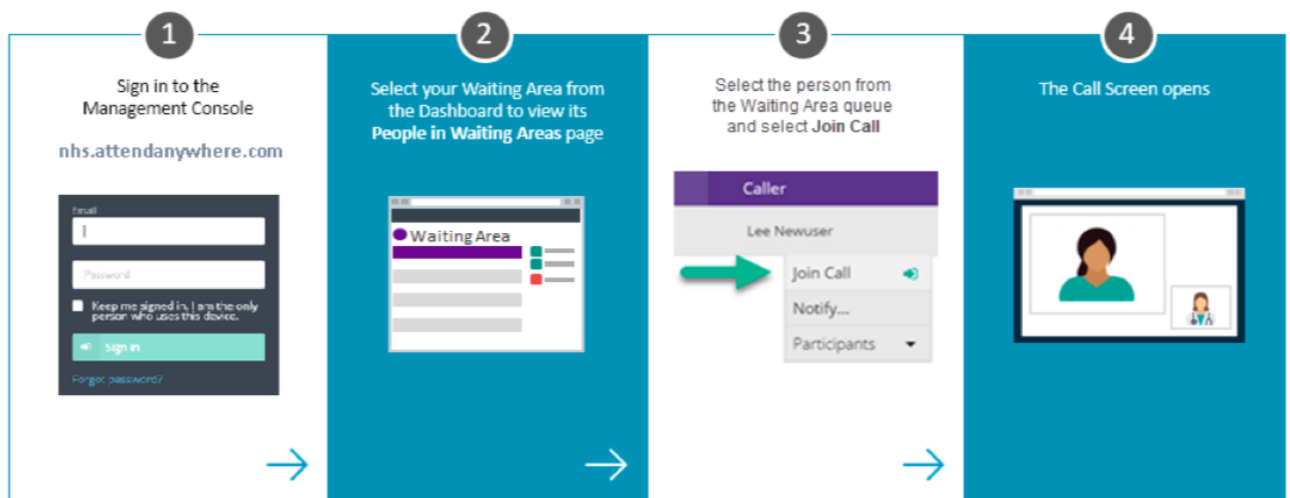 1
Sign in to the
Management Console
nhs.attendanywhere.com
Email
Password
Keep me signed in, I am the only
person who uses this device.
Sign in
Forgot password?
2
Select your Waiting Area from
the Dashboard to view its
People in Waiting Areas page
Waiting Area
3
Select the person from
the Waiting Area queue
and select Join Call
Caller
Lee Newuser
Join Call
Notify...
Participants
4
The Call Screen opens